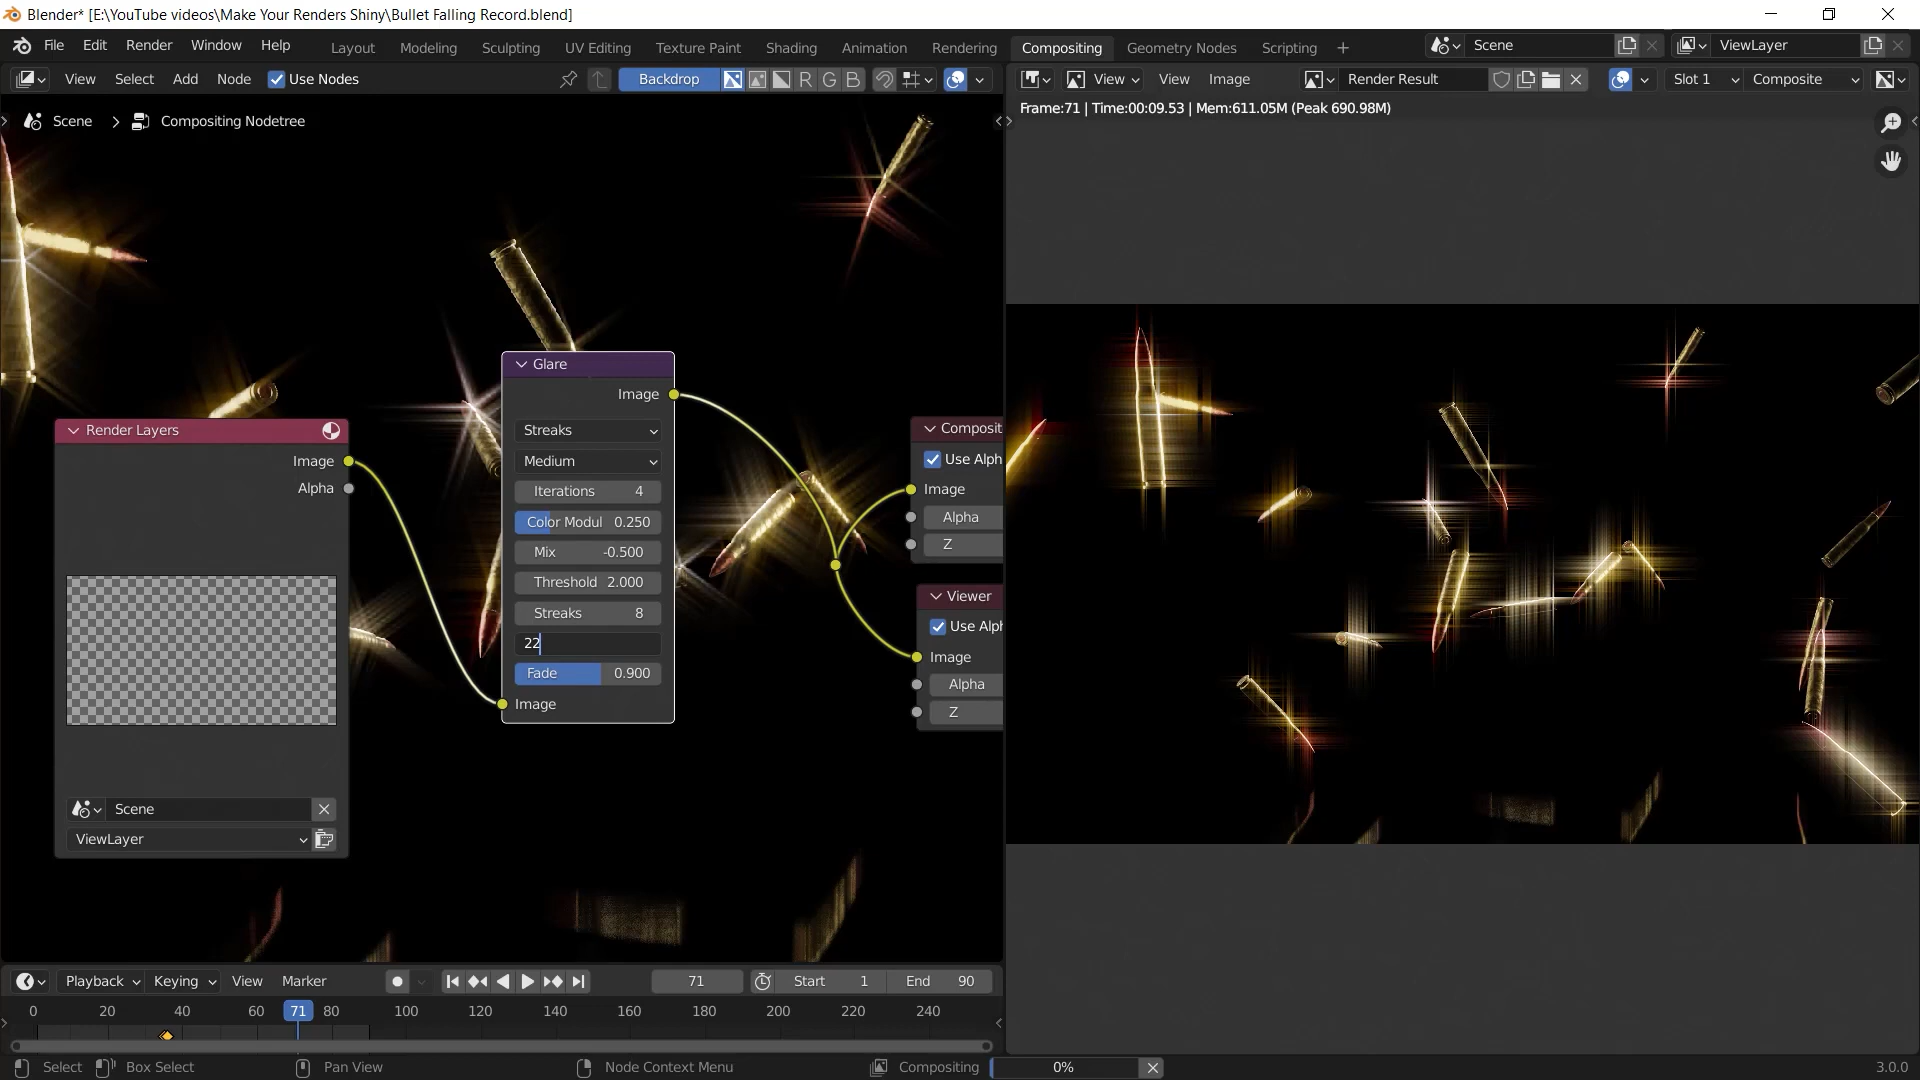 Blender* [E:\YouTube videos\Make Your Renders Shiny\Bullet Falling Record.blend]
File Edit Render Window Help
Layout Modeling Sculpting UV Editing Texture Paint Shading Animation Rendering Compositing Geometry Nodes Scripting +
Scene
ViewLayer
View Select Add Node Use Nodes
Backdrop R G B
View View Image
Render Result
Slot 1 Composite
Scene > Compositing Nodetree
Frame:71 | Time:00:09.53 | Mem:611.05M (Peak 690.98M)
Render Layers
Image
Alpha
Scene
ViewLayer
Glare
Image
Streaks
Medium
Iterations 4
Color Modul 0.250
Mix -0.500
Threshold 2.000
Streaks 8
22
Fade 0.900
Image
Composit
Use Alph
Image
Alpha
Z
Viewer
Use Alph
Image
Alpha
Z
Playback Keying View Marker
71
Start 1
End 90
0 20 40 60 71 80 100 120 140 160 180 200 220 240
Select Box Select Pan View Node Context Menu Compositing 0% 3.0.0